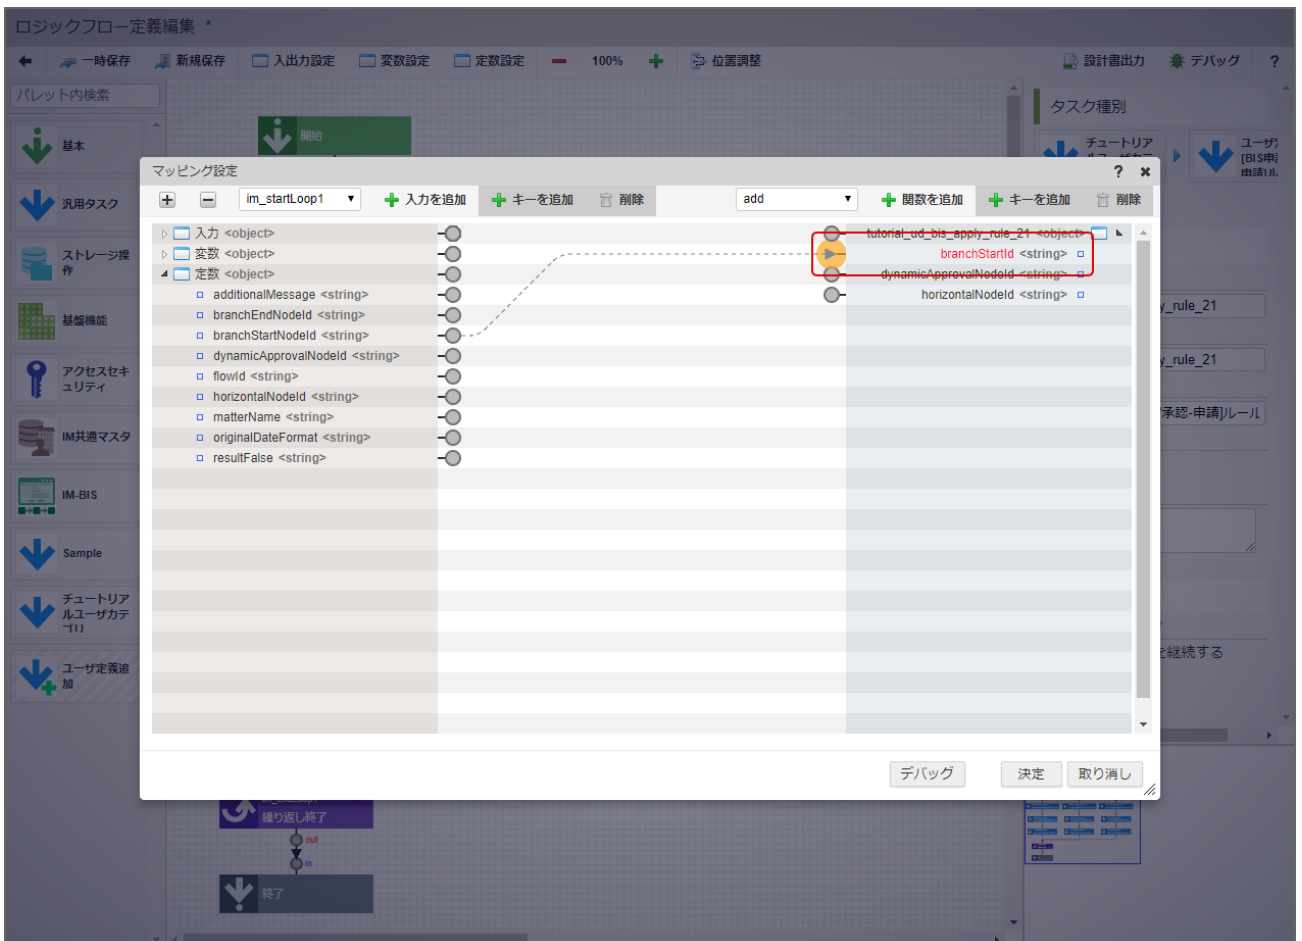 ロジックフロー定義編集 *
一時保存 新規保存 入出力設定 変数設定 定数設定 100% 位置調整 設計書出力 デバッグ ?
パレット内検索
基本
汎用タスク
ストレージ操作
基盤機能
アクセスセキュリティ
IM共通マスタ
IM-BIS
Sample
チュートリアルユーザカテゴリ
ユーザ定義追加
開始
タスク種別
チュートリア
ユーザ
[BIS申
マッピング設定 ?
im_startLoop1 入力を追加 キーを追加 削除 add 関数を追加 キーを追加 削除
入力 <object>
変数 <object>
定数 <object>
additionalMessage <string>
branchEndNodeId <string>
branchStartNodeId <string>
dynamicApprovalNodeId <string>
flowId <string>
horizontalNodeId <string>
matterName <string>
originalDateFormat <string>
resultFalse <string>
tutorial_ud_bis_apply_rule_21 <object>
branchStartId <string>
dynamicApprovalNodeId <string>
horizontalNodeId <string>
y_rule_21
y_rule_21
承認-申請]ルール
を継続する
デバッグ 決定 取り消し
繰り返し終了
out
in
終了